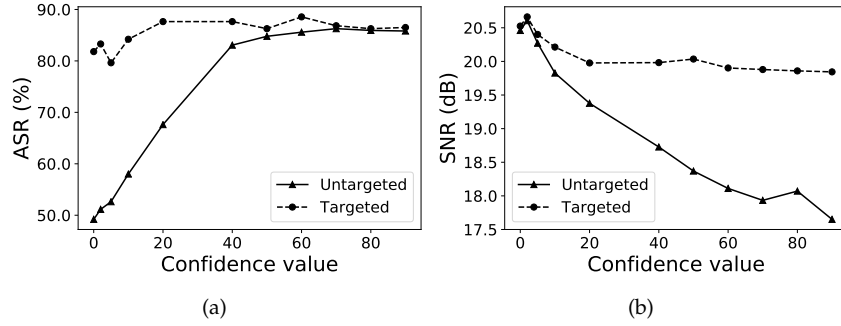 90.0
80.0
70.0
60.0
50.0
ASR (%)
0 20 40 60 80
Confidence value
Untargeted
Targeted
(a)
20.5
20.0
19.5
19.0
18.5
18.0
17.5
SNR (dB)
0 20 40 60 80
Confidence value
Untargeted
Targeted
(b)